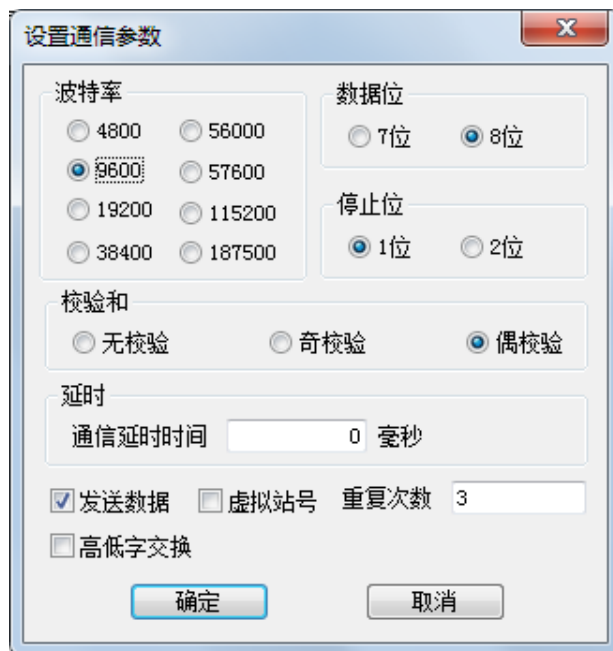 设置通信参数
波特率
4800 56000
9600 57600
19200 115200
38400 187500
数据位
7位 8位
停止位
1位 2位
校验和
无校验 奇校验 偶校验
延时
通信延时时间 0 毫秒
发送数据 虚拟站号 重复次数 3
高低字交换
确定 取消